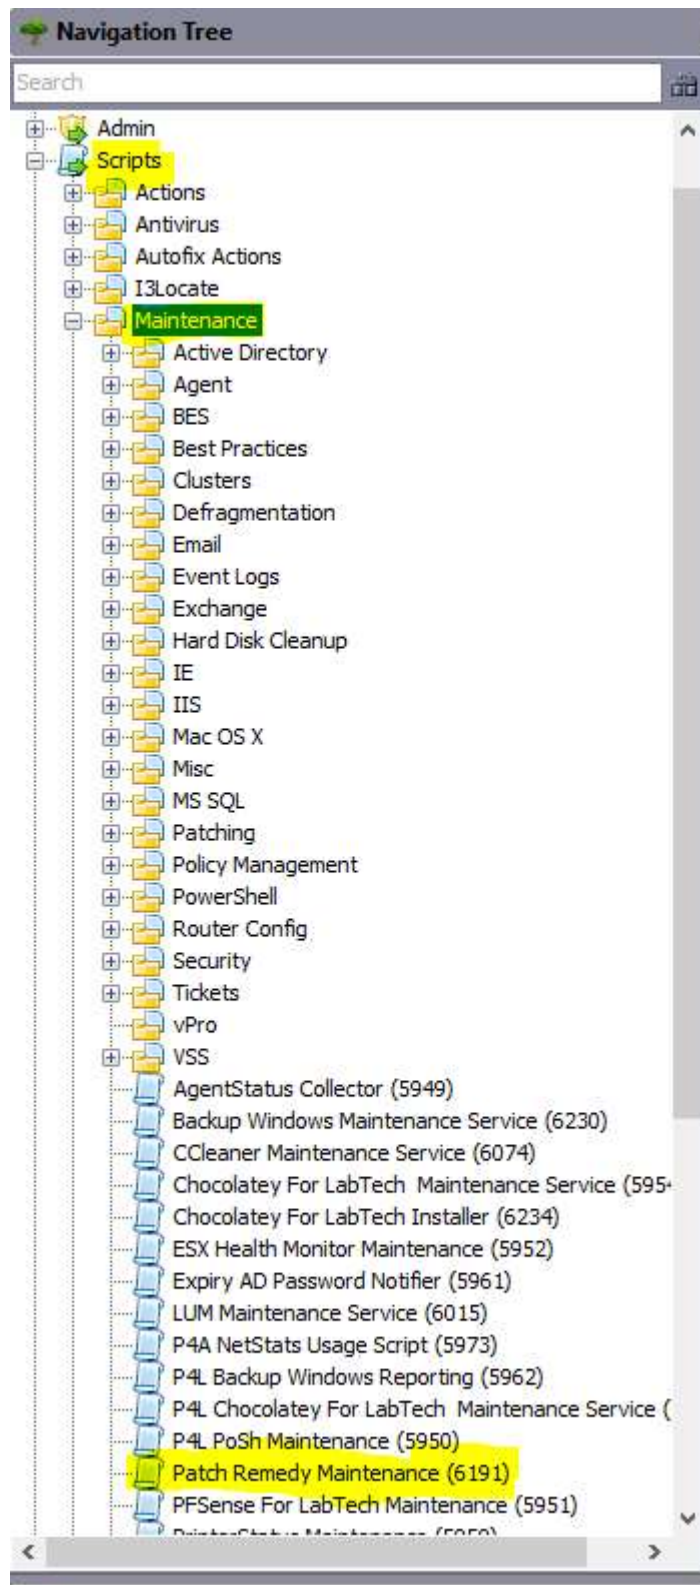 Navigation Tree
Search
Admin
Scripts
Actions
Antivirus
Autofix Actions
I3Locate
Maintenance
Active Directory
Agent
BES
Best Practices
Clusters
Defragmentation
Email
Event Logs
Exchange
Hard Disk Cleanup
IE
IIS
Mac OS X
Misc
MS SQL
Patching
Policy Management
PowerShell
Router Config
Security
Tickets
vPro
VSS
AgentStatus Collector (5949)
Backup Windows Maintenance Service (6230)
CCleaner Maintenance Service (6074)
Chocolatey For LabTech Maintenance Service (595
Chocolatey For LabTech Installer (6234)
ESX Health Monitor Maintenance (5952)
Expiry AD Password Notifier (5961)
LUM Maintenance Service (6015)
P4A NetStats Usage Script (5973)
P4L Backup Windows Reporting (5962)
P4L Chocolatey For LabTech Maintenance Service (
P4L PoSh Maintenance (5950)
Patch Remedy Maintenance (6191)
PFSense For LabTech Maintenance (5951)
PrinterStatus Maintenance